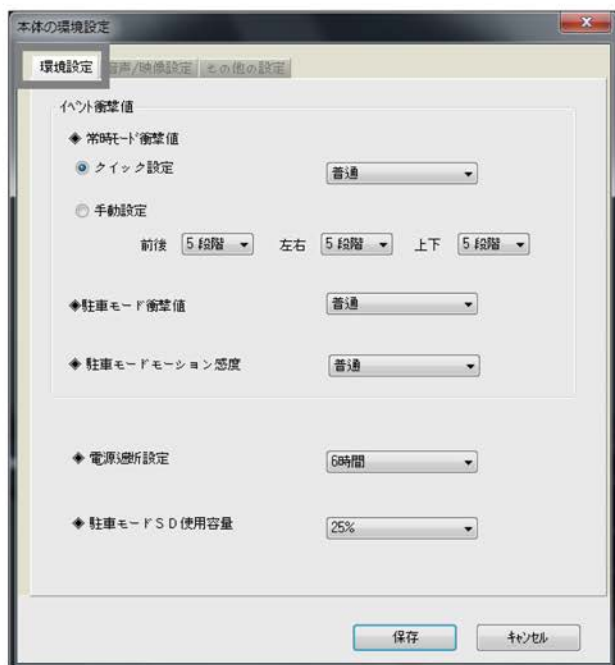 本体の環境設定
環境設定 音声/映像設定 その他の設定
イベント衝撃値
◆ 常時モード衝撃値
クイック設定 普通
手動設定
前後 5 段階 左右 5 段階 上下 5 段階
◆駐車モード衝撃値 普通
◆ 駐車モードモーション感度 普通
◆ 電源遮断設定 6時間
◆ 駐車モードSD使用容量 25%
保存 キャンセル